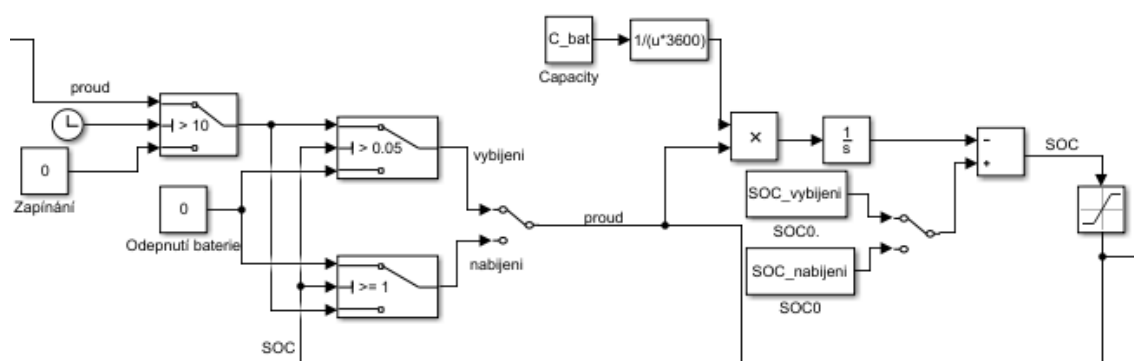 C_bat
1/(u*3600)
Capacity
proud
> 10
0
Zapínání
> 0.05
vybijeni
0
Odepnutí baterie
proud
nabijeni
>= 1
SOC
×
1
s
−
+
SOC
SOC_vybijeni
SOC0.
SOC_nabijeni
SOC0